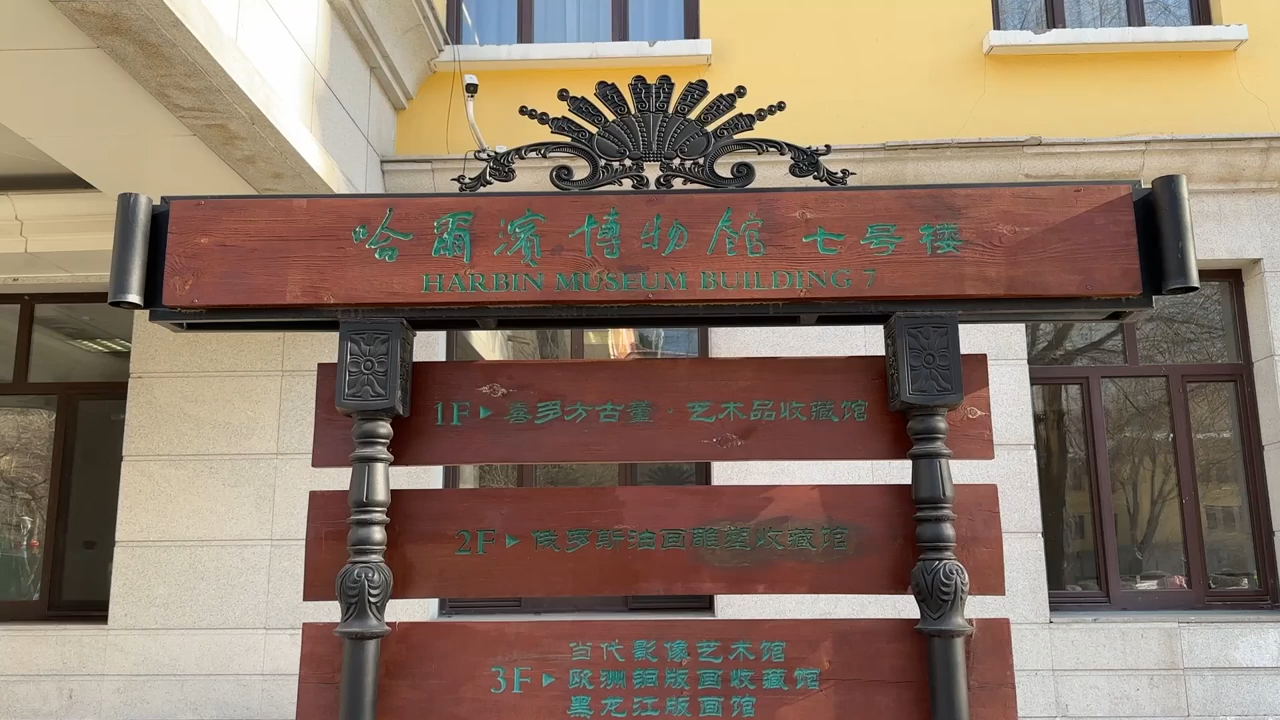 哈爾濱博物館 七号楼
HARBIN MUSEUM BUILDING 7
1F ▶ 喜多方古董·艺术品收藏馆
2F ▶ 俄罗斯油画雕塑收藏馆
当代影像艺术馆
3F ▶ 欧洲铜版画收藏馆
黑龙江版画馆